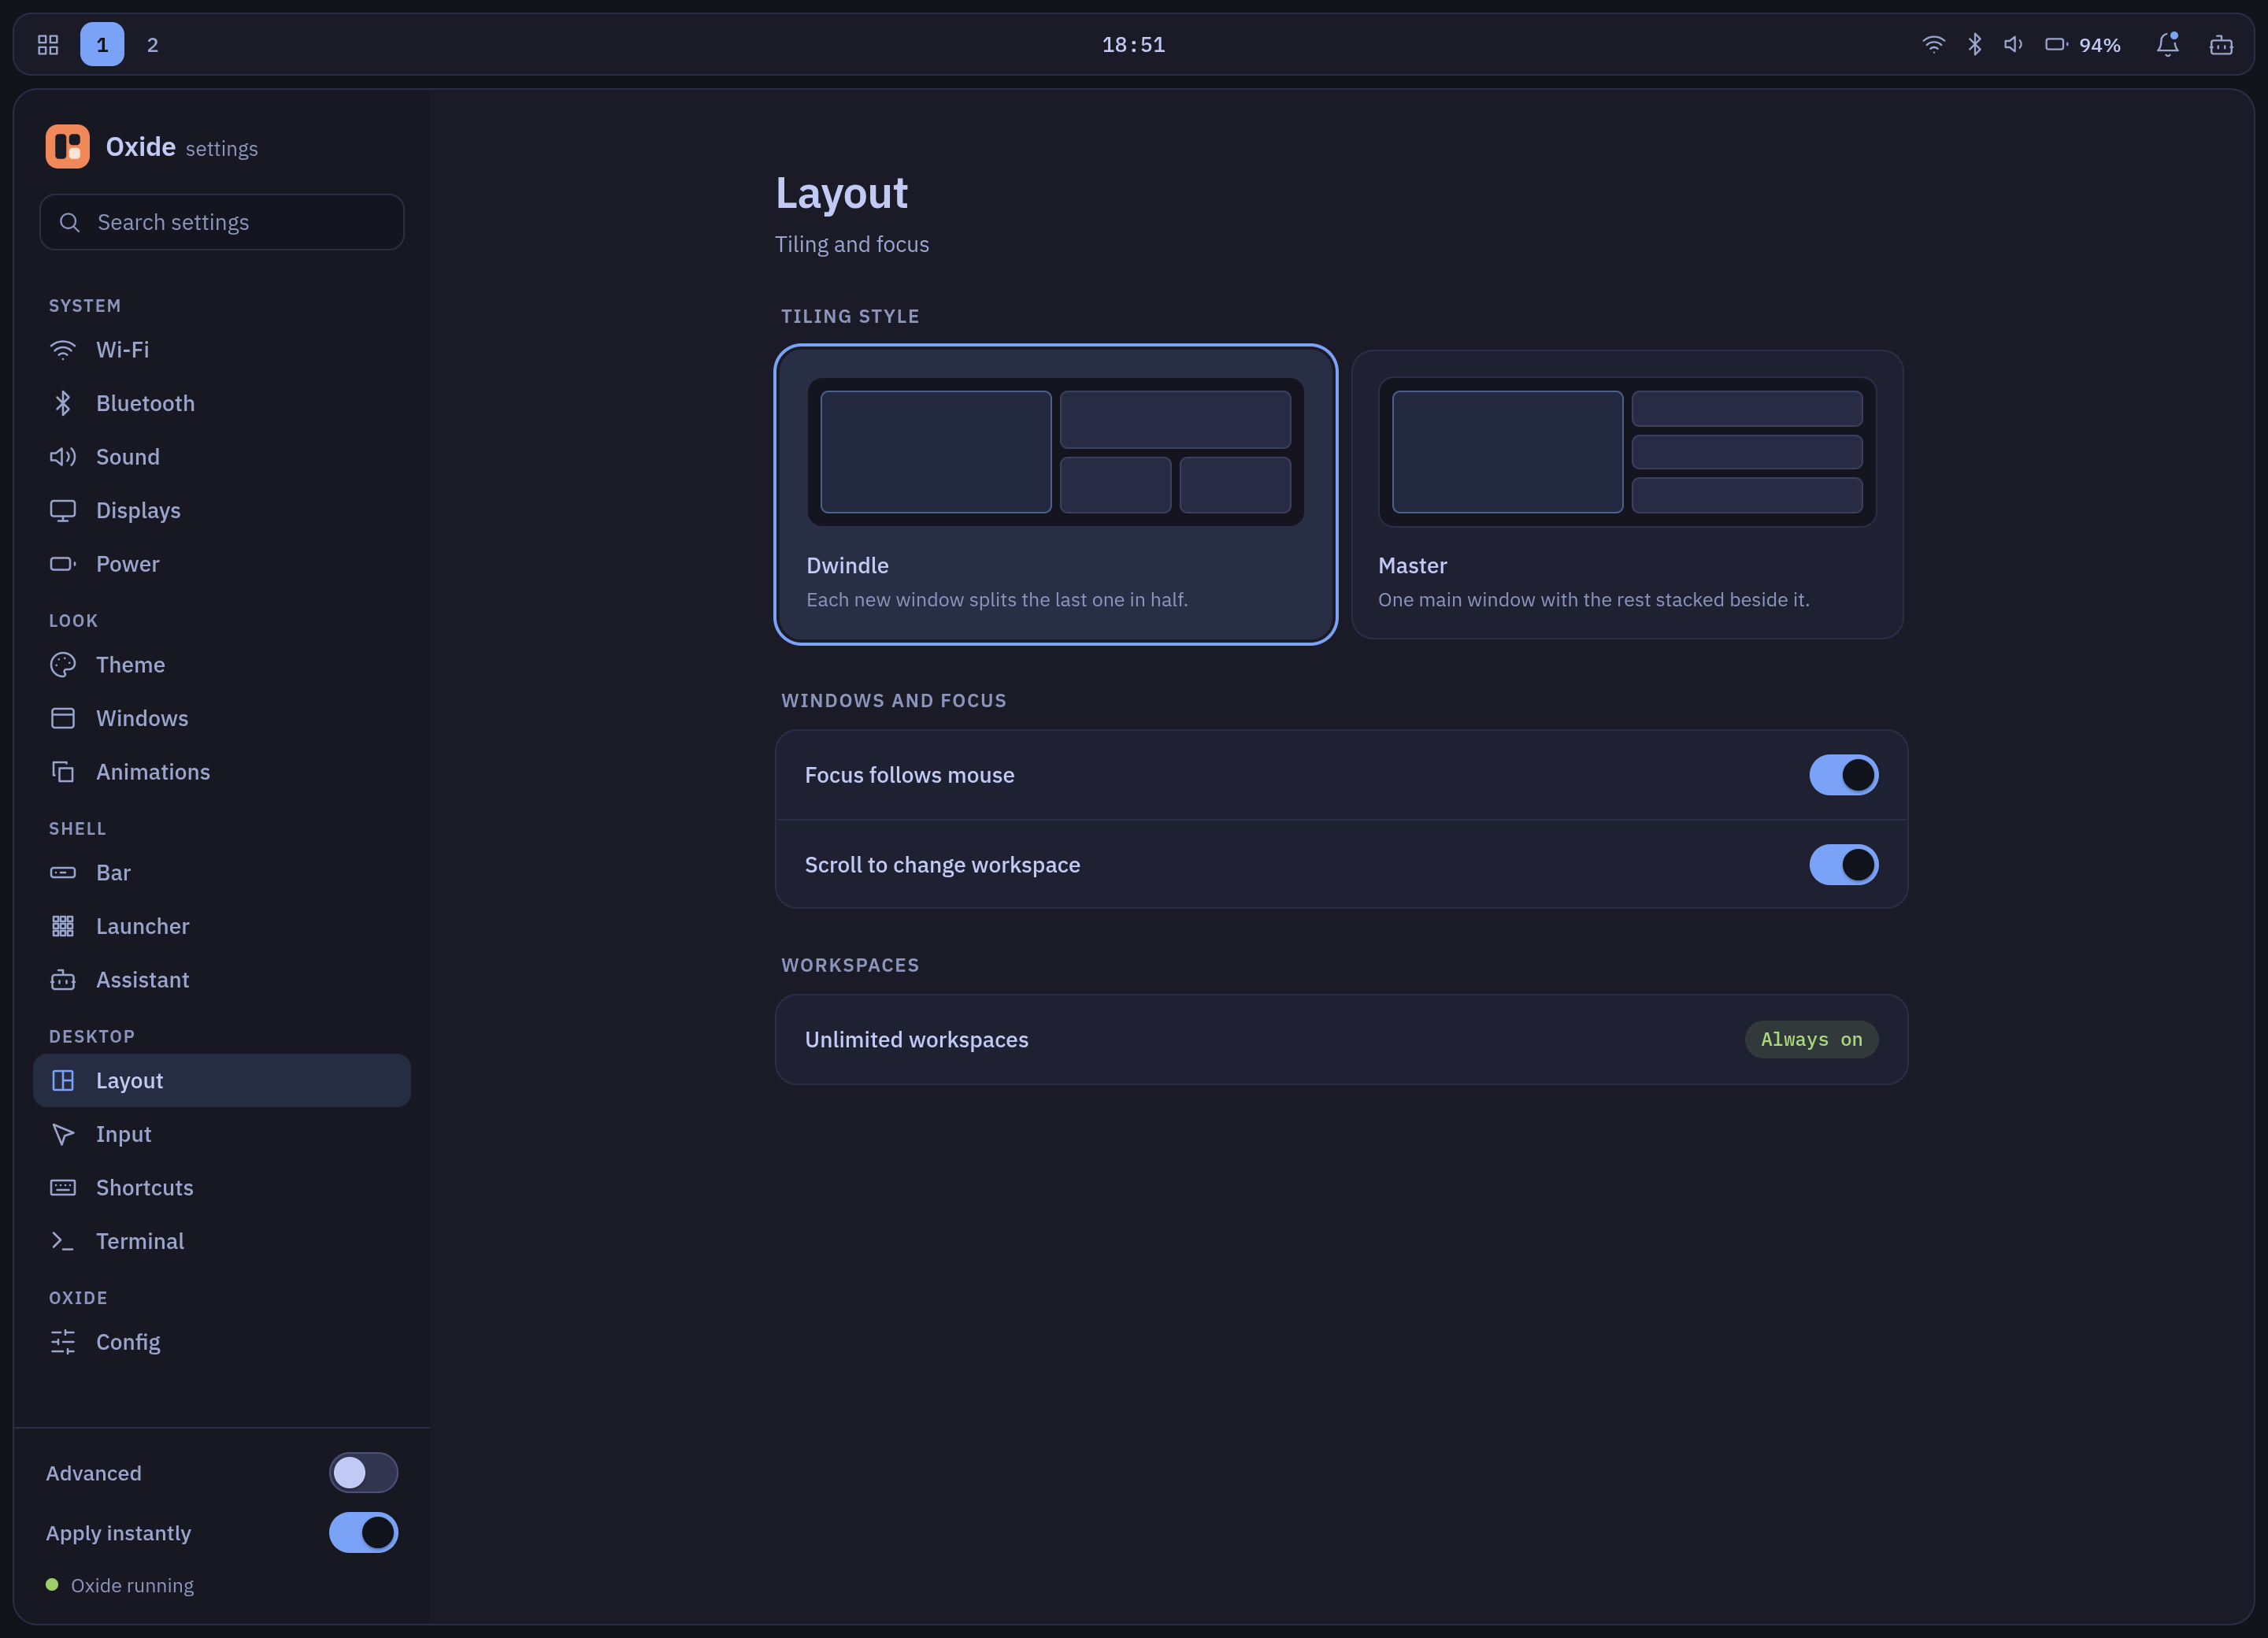 1 2 18:51 94%
Oxide settings
Search settings
SYSTEM
Wi-Fi
Bluetooth
Sound
Displays
Power
LOOK
Theme
Windows
Animations
SHELL
Bar
Launcher
Assistant
DESKTOP
Layout
Input
Shortcuts
Terminal
OXIDE
Config
Advanced
Apply instantly
Oxide running
Layout
Tiling and focus
TILING STYLE
Dwindle
Each new window splits the last one in half.
Master
One main window with the rest stacked beside it.
WINDOWS AND FOCUS
Focus follows mouse
Scroll to change workspace
WORKSPACES
Unlimited workspaces
Always on